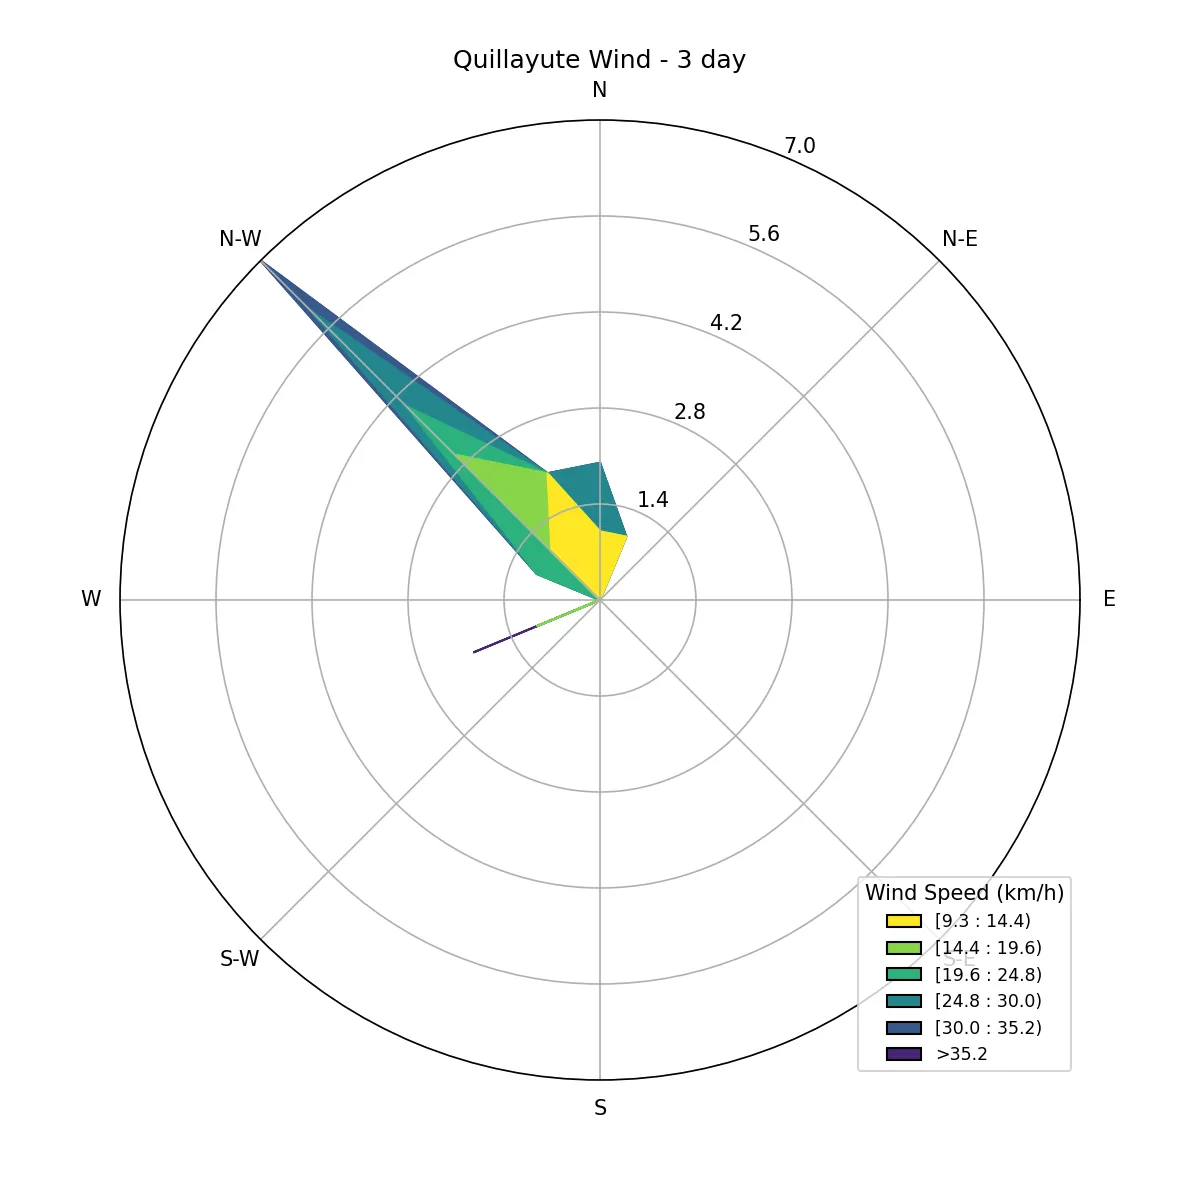 Quillayute Wind - 3 day
N
7.0
N-W
5.6
N-E
4.2
2.8
1.4
W
E
S-W
S-E
Wind Speed (km/h)
[9.3 : 14.4)
[14.4 : 19.6)
[19.6 : 24.8)
[24.8 : 30.0)
[30.0 : 35.2)
>35.2
S